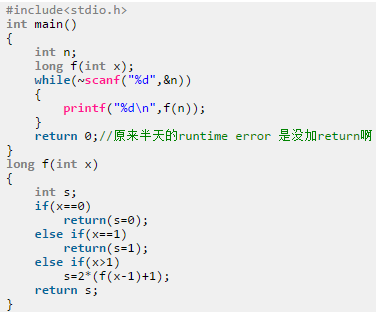 #include<stdio.h>
int main()
{
    int n;
    long f(int x);
    while(~scanf("%d",&n))
    {
        printf("%d\n",f(n));
    }
    return 0;//原来半天的runtime error 是没加return啊
}
long f(int x)
{
    int s;
    if(x==0)
        return(s=0);
    else if(x==1)
        return(s=1);
    else if(x>1)
        s=2*(f(x-1)+1);
    return s;
}